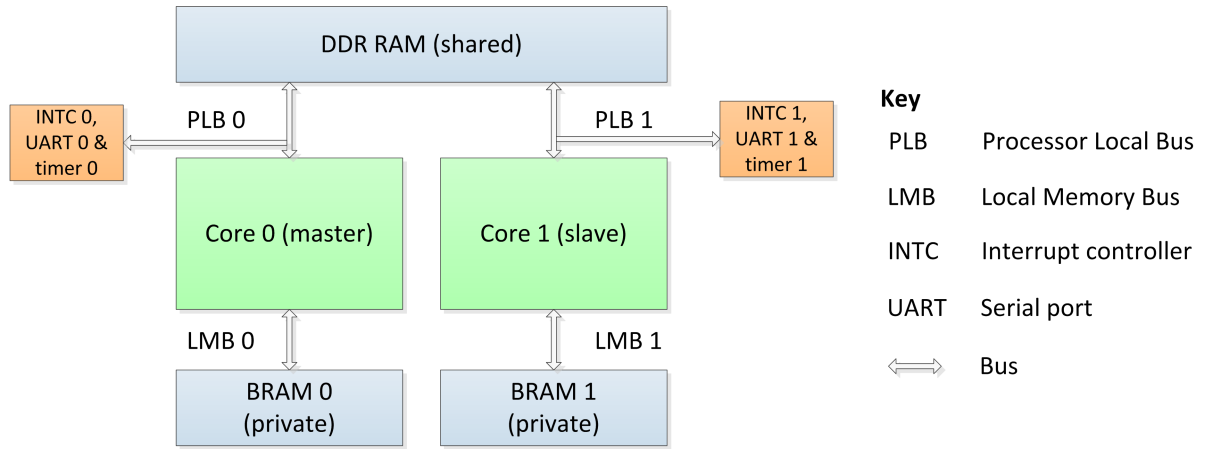 DDR RAM (shared)
INTC 0,
UART 0 &
timer 0
PLB 0
PLB 1
INTC 1,
UART 1 &
timer 1
Core 0 (master)
Core 1 (slave)
LMB 0
LMB 1
BRAM 0
(private)
BRAM 1
(private)
Key
PLB Processor Local Bus
LMB Local Memory Bus
INTC Interrupt controller
UART Serial port
Bus